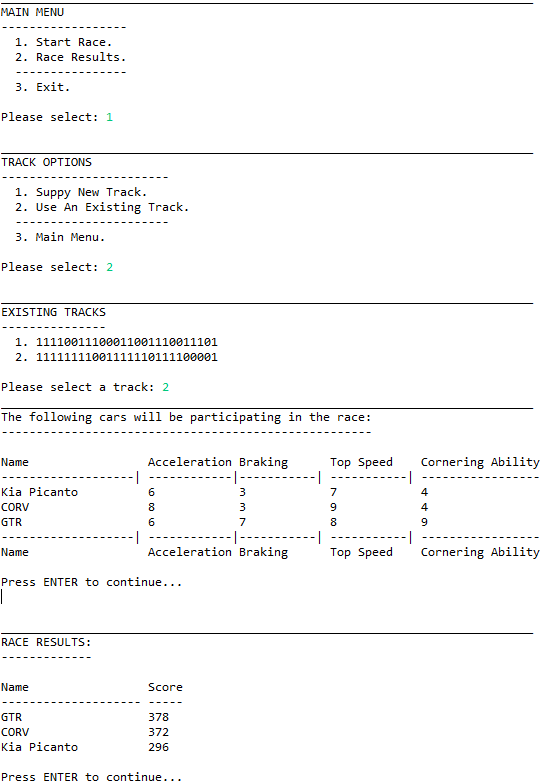 MAIN MENU
------------------
1. Start Race.
2. Race Results.
----------------
3. Exit.
Please select: 1
TRACK OPTIONS
------------------------
1. Suppy New Track.
2. Use An Existing Track.
----------------------
3. Main Menu.
Please select: 2
EXISTING TRACKS
---------------
1. 11110011100011001110011101
2. 11111111001111110111100001
Please select a track: 2
The following cars will be participating in the race:
-----------------------------------------------------
Name Acceleration Braking Top Speed Cornering Ability
-------------------| ------------|-----------| -----------| -----------------
Kia Picanto 6 3 7 4
CORV 8 3 9 4
GTR 6 7 8 9
-------------------| ------------|-----------| -----------| -----------------
Name Acceleration Braking Top Speed Cornering Ability
Press ENTER to continue...
RACE RESULTS:
-------------
Name Score
-------------------- -----
GTR 378
CORV 372
Kia Picanto 296
Press ENTER to continue...